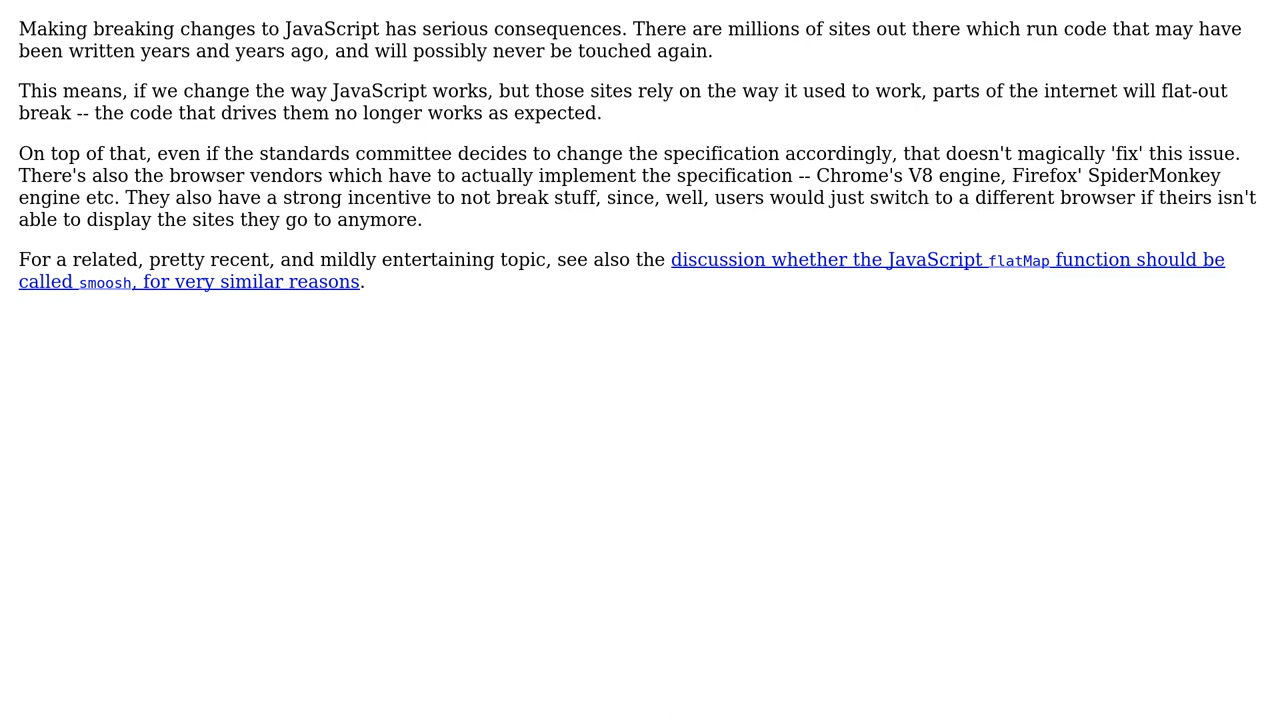 Making breaking changes to JavaScript has serious consequences. There are millions of sites out there which run code that may have
been written years and years ago, and will possibly never be touched again.
This means, if we change the way JavaScript works, but those sites rely on the way it used to work, parts of the internet will flat-out
break -- the code that drives them no longer works as expected.
On top of that, even if the standards committee decides to change the specification accordingly, that doesn't magically 'fix' this issue.
There's also the browser vendors which have to actually implement the specification -- Chrome's V8 engine, Firefox' SpiderMonkey
engine etc. They also have a strong incentive to not break stuff, since, well, users would just switch to a different browser if theirs isn't
able to display the sites they go to anymore.
For a related, pretty recent, and mildly entertaining topic, see also the discussion whether the JavaScript flatMap function should be
called smoosh, for very similar reasons.